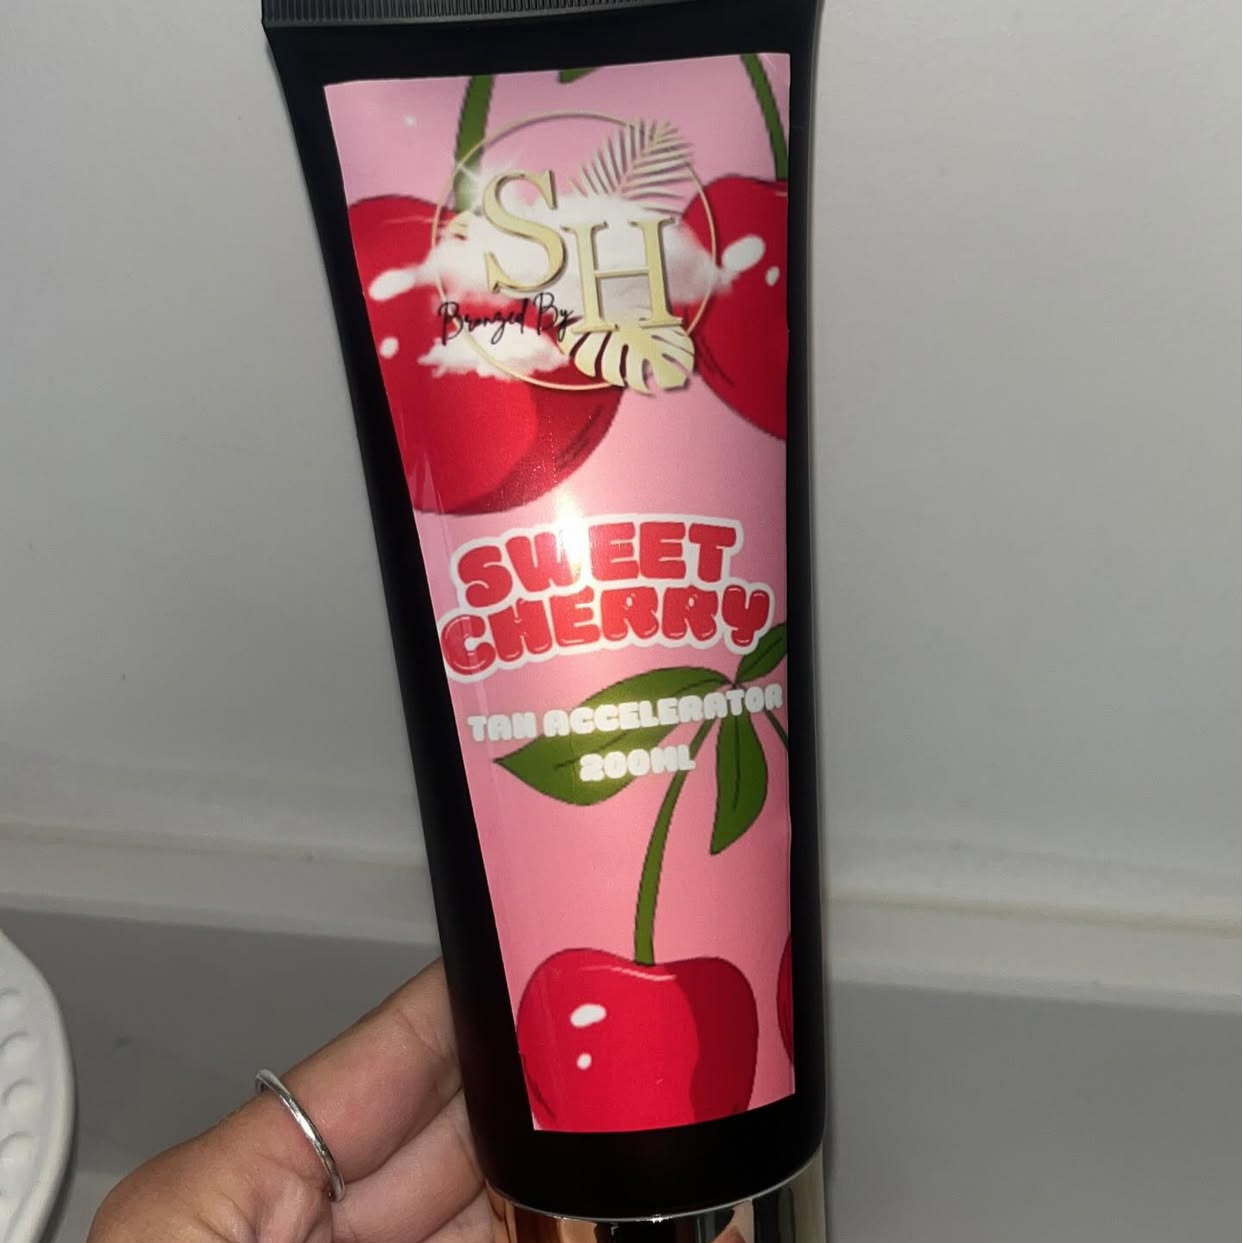 SH
Bronzed By
SWEET
CHERRY
TAN ACCELERATOR
200ML